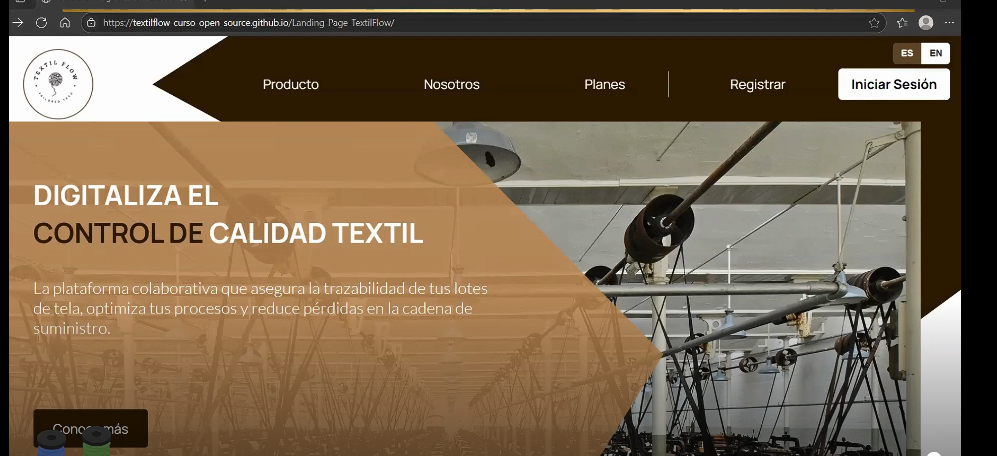 https://textilflow curso open source.github.io/Landing Page TextilFlow/
TEXTIL FLOW
TAILORED TECH
ES EN
Producto
Nosotros
Planes
Registrar
Iniciar Sesión
DIGITALIZA EL
CONTROL DE CALIDAD TEXTIL
La plataforma colaborativa que asegura la trazabilidad de tus lotes
de tela, optimiza tus procesos y reduce pérdidas en la cadena de
suministro.
más